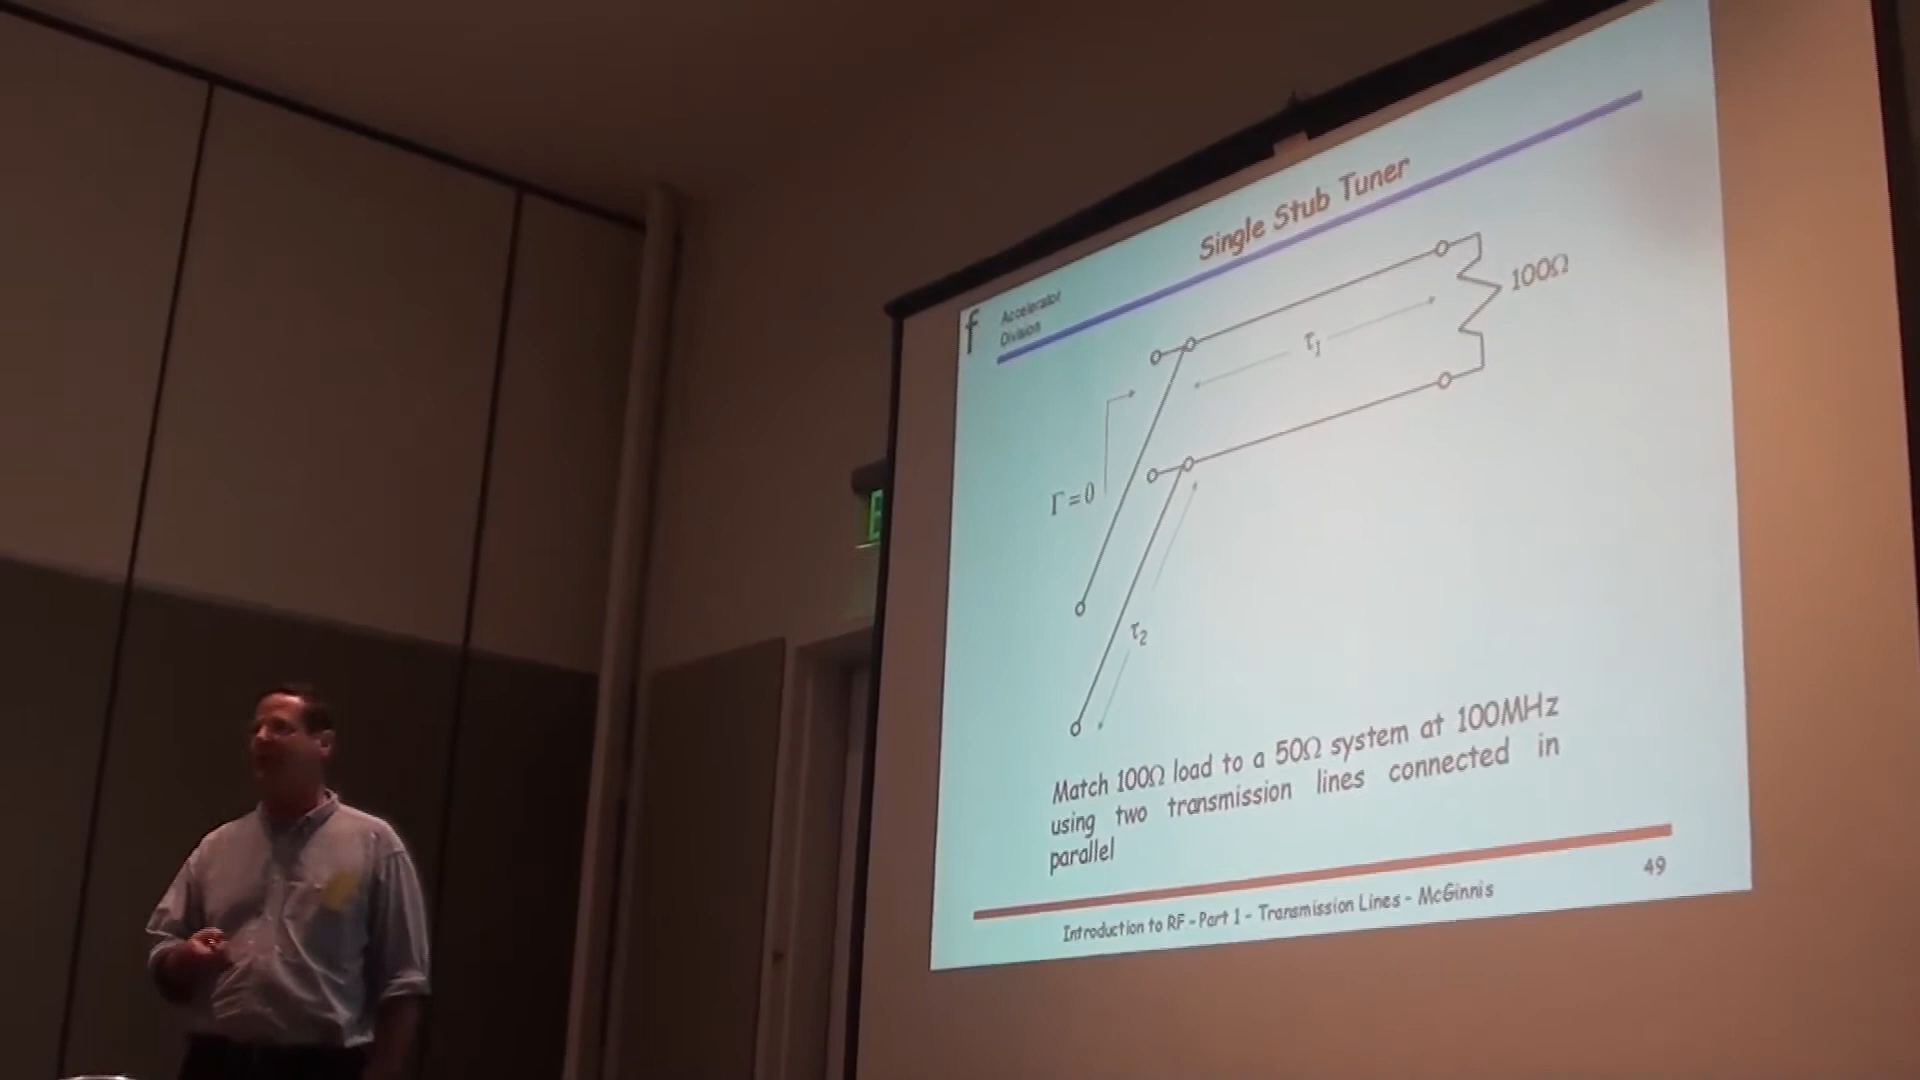 Single Stub Tuner
f
Accelerator
Division
100Ω
τ1
Γ = 0
τ2
Match 100Ω load to a 50Ω system at 100MHz
using two transmission lines connected in
parallel
Introduction to RF - Part 1 - Transmission Lines - McGinnis
49
E